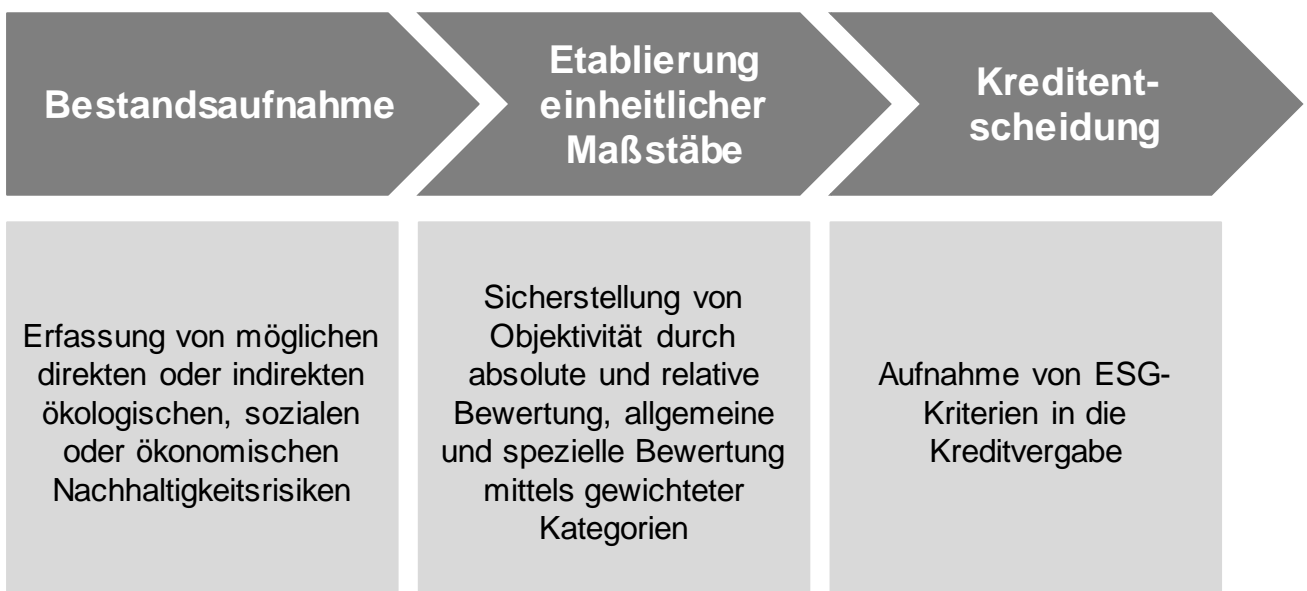 Bestandsaufnahme
Etablierung
einheitlicher
Maßstäbe
Kreditent-
scheidung
Erfassung von möglichen
direkten oder indirekten
ökologischen, sozialen
oder ökonomischen
Nachhaltigkeitsrisiken
Sicherstellung von
Objektivität durch
absolute und relative
Bewertung, allgemeine
und spezielle Bewertung
mittels gewichteter
Kategorien
Aufnahme von ESG-
Kriterien in die
Kreditvergabe